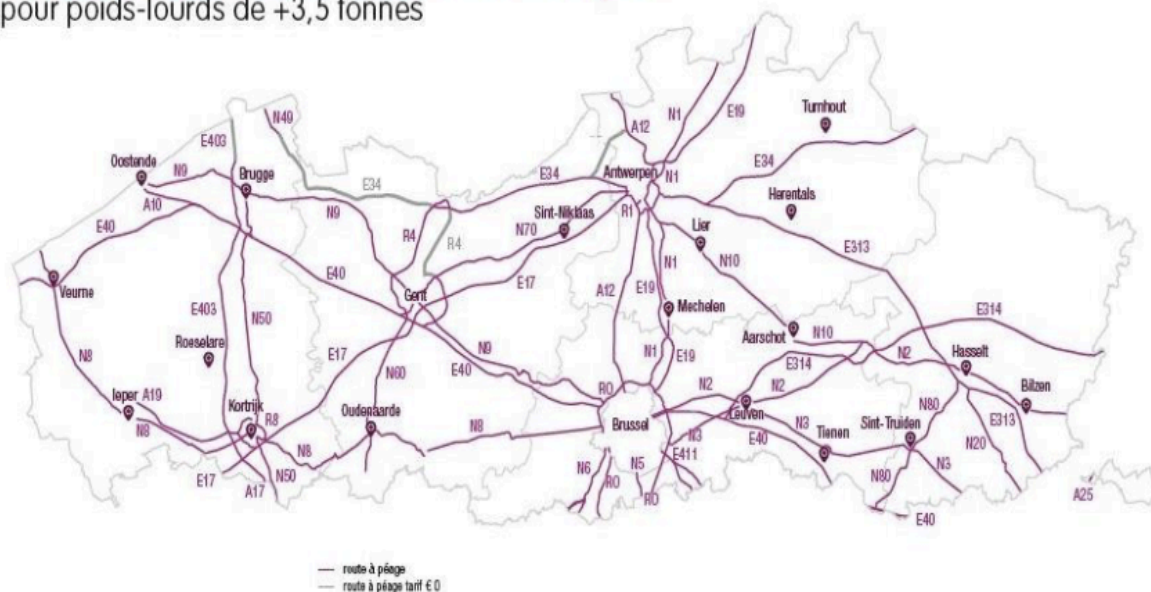 pour poids-lourds de +3,5 tonnes
N49
N1
E19
A12
Turnhout
E403
Oostende
N9
Brugge
E34
E34
Antwerpen
N1
E34
Herentals
A10
N9
Sint-Niklaas
R1
E40
R4
R4
N70
Lier
E313
N10
N1
E40
Gent
E17
A12
E19
Veurne
Mechelen
E403
N50
E314
Aarschot
N10
Roeselare
N9
N1
E19
N2
E17
E314
Hasselt
N8
E40
N60
R0
N2
N2
Bilzen
Ieper
A19
Kortrijk
Oudenaarde
Leuven
N80
R8
Brussel
Sint-Truiden
E313
N8
N8
N3
N3
N20
N8
E40
Tienen
E411
N3
E17
N50
N6
N5
N80
A17
R0
R0
A25
E40
route à péage
route à péage tarif € 0